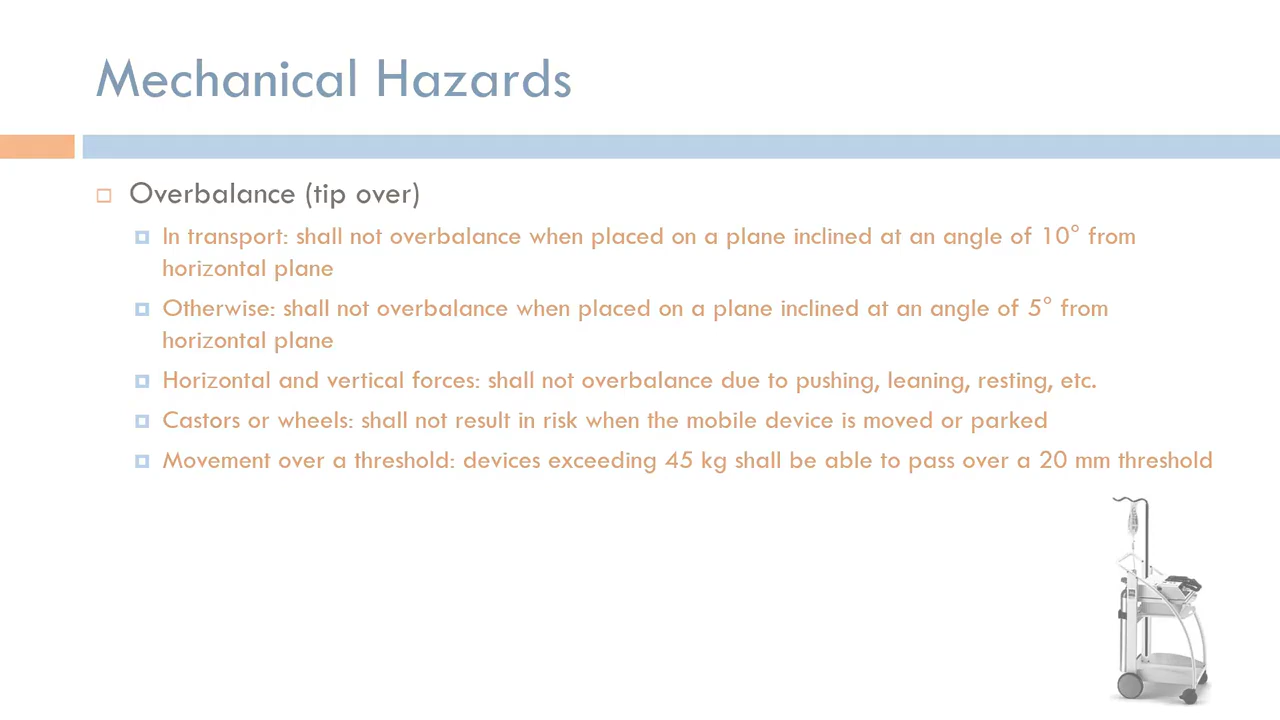 Mechanical Hazards
Overbalance (tip over)
In transport: shall not overbalance when placed on a plane inclined at an angle of 10° from
horizontal plane
Otherwise: shall not overbalance when placed on a plane inclined at an angle of 5° from
horizontal plane
Horizontal and vertical forces: shall not overbalance due to pushing, leaning, resting, etc.
Castors or wheels: shall not result in risk when the mobile device is moved or parked
Movement over a threshold: devices exceeding 45 kg shall be able to pass over a 20 mm threshold